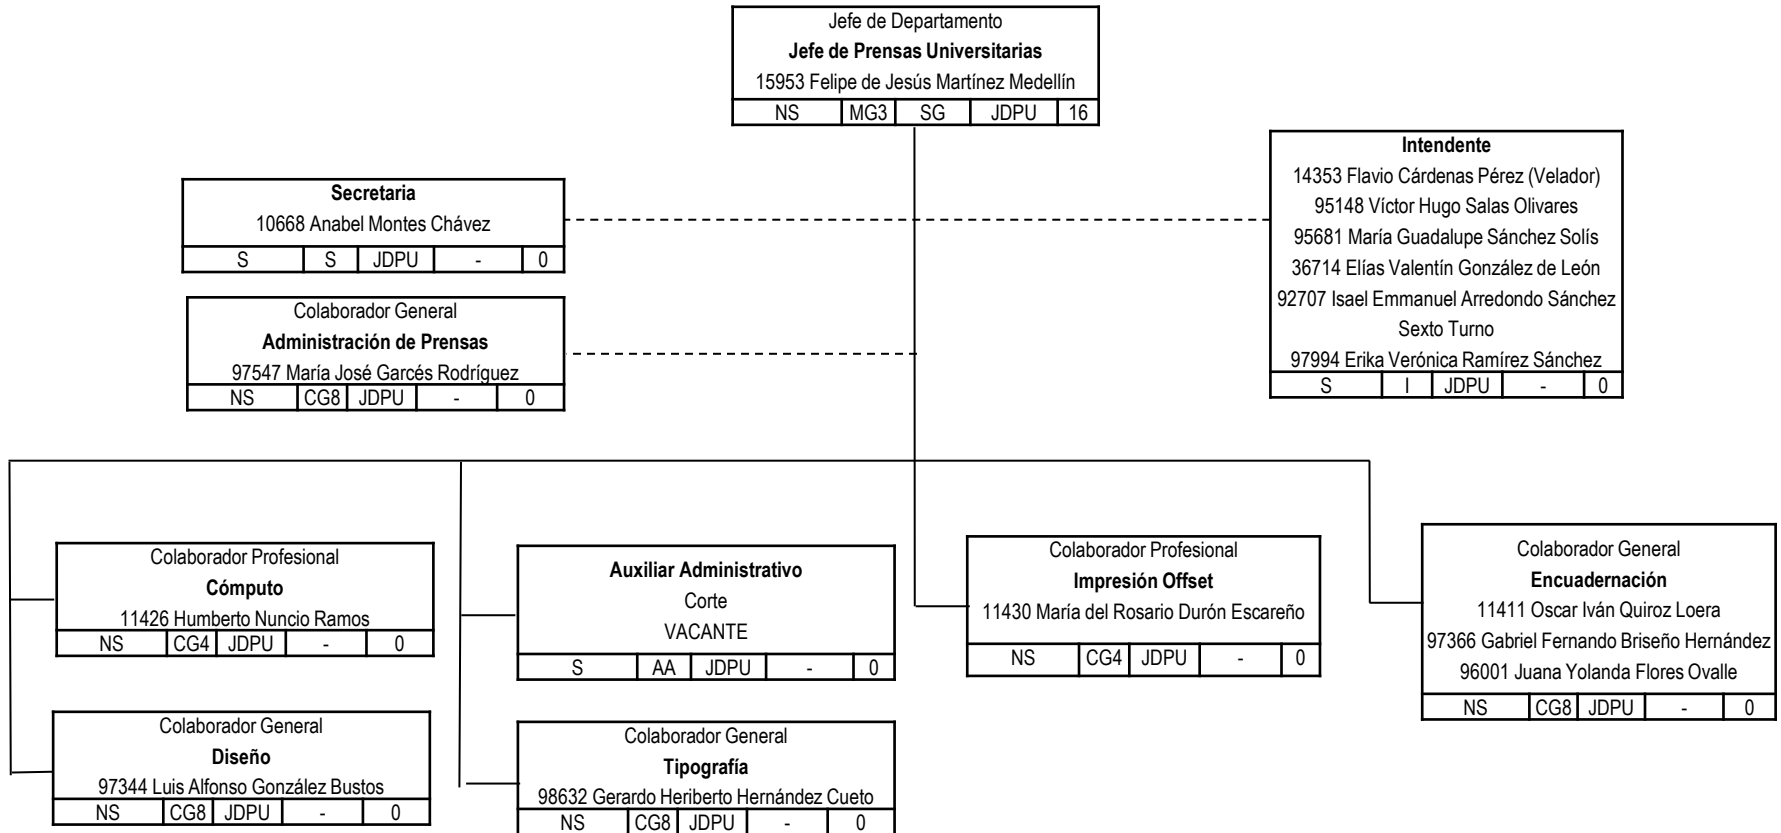 Jefe de Departamento
Jefe de Prensas Universitarias
15953 Felipe de Jesús Martínez Medellín
NS MG3 SG JDPU 16
Secretaria
10668 Anabel Montes Chávez
S S JDPU - 0
Colaborador General
Administración de Prensas
97547 María José Garcés Rodríguez
NS CG8 JDPU - 0
Intendente
14353 Flavio Cárdenas Pérez (Velador)
95148 Víctor Hugo Salas Olivares
95681 María Guadalupe Sánchez Solís
36714 Elías Valentín González de León
92707 Isael Emmanuel Arredondo Sánchez
Sexto Turno
97994 Erika Verónica Ramírez Sánchez
S I JDPU - 0
Colaborador Profesional
Cómputo
11426 Humberto Nuncio Ramos
NS CG4 JDPU - 0
Colaborador General
Diseño
97344 Luis Alfonso González Bustos
NS CG8 JDPU - 0
Auxiliar Administrativo
Corte
VACANTE
S AA JDPU - 0
Colaborador General
Tipografía
98632 Gerardo Heriberto Hernández Cueto
NS CG8 JDPU - 0
Colaborador Profesional
Impresión Offset
11430 María del Rosario Durón Escareño
NS CG4 JDPU - 0
Colaborador General
Encuadernación
11411 Oscar Iván Quiroz Loera
97366 Gabriel Fernando Briseño Hernández
96001 Juana Yolanda Flores Ovalle
NS CG8 JDPU - 0